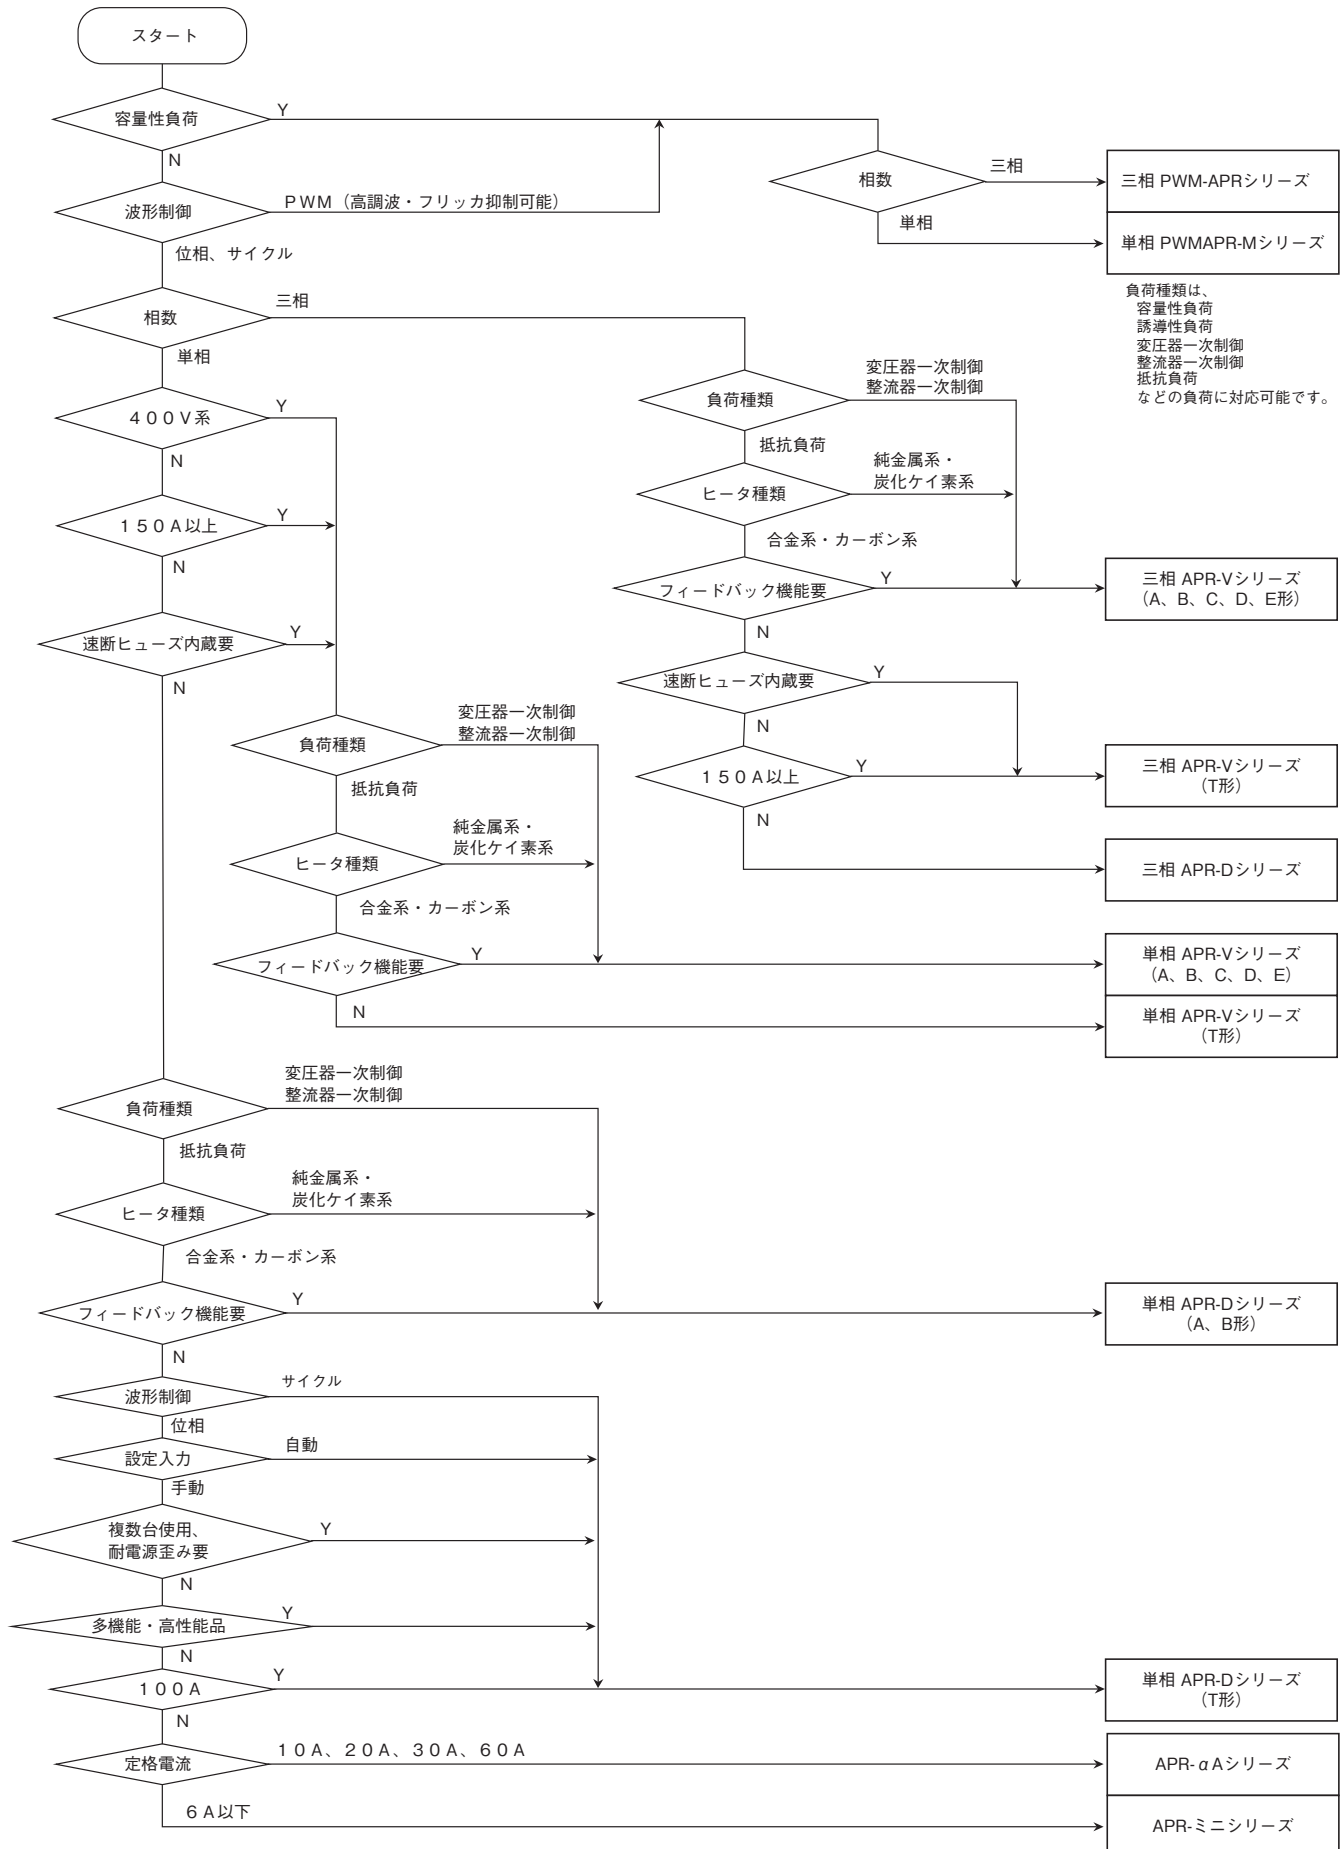 スタート
容量性負荷
Y
N
波形制御
PWM（高調波・フリッカ抑制可能）
位相、サイクル
相数
三相
三相 PWM-APRシリーズ
単相
単相 PWMAPR-Mシリーズ
負荷種類は、
容量性負荷
誘導性負荷
変圧器一次制御
整流器一次制御
抵抗負荷
などの負荷に対応可能です。
相数
三相
単相
400V系
Y
N
150A以上
Y
N
速断ヒューズ内蔵要
Y
N
負荷種類
変圧器一次制御
整流器一次制御
抵抗負荷
ヒータ種類
純金属系・
炭化ケイ素系
合金系・カーボン系
フィードバック機能要
Y
三相 APR-Vシリーズ
（A、B、C、D、E形）
N
速断ヒューズ内蔵要
Y
N
150A以上
Y
三相 APR-Vシリーズ
（T形）
N
三相 APR-Dシリーズ
負荷種類
変圧器一次制御
整流器一次制御
抵抗負荷
ヒータ種類
純金属系・
炭化ケイ素系
合金系・カーボン系
フィードバック機能要
Y
単相 APR-Vシリーズ
（A、B、C、D、E）
N
単相 APR-Vシリーズ
（T形）
負荷種類
変圧器一次制御
整流器一次制御
抵抗負荷
ヒータ種類
純金属系・
炭化ケイ素系
合金系・カーボン系
フィードバック機能要
Y
単相 APR-Dシリーズ
（A、B形）
N
波形制御
サイクル
位相
設定入力
自動
手動
複数台使用、
耐電源歪み要
Y
N
多機能・高性能品
Y
N
100A
Y
単相 APR-Dシリーズ
（T形）
N
定格電流
10A、20A、30A、60A
APR-αAシリーズ
6A以下
APR-ミニシリーズ